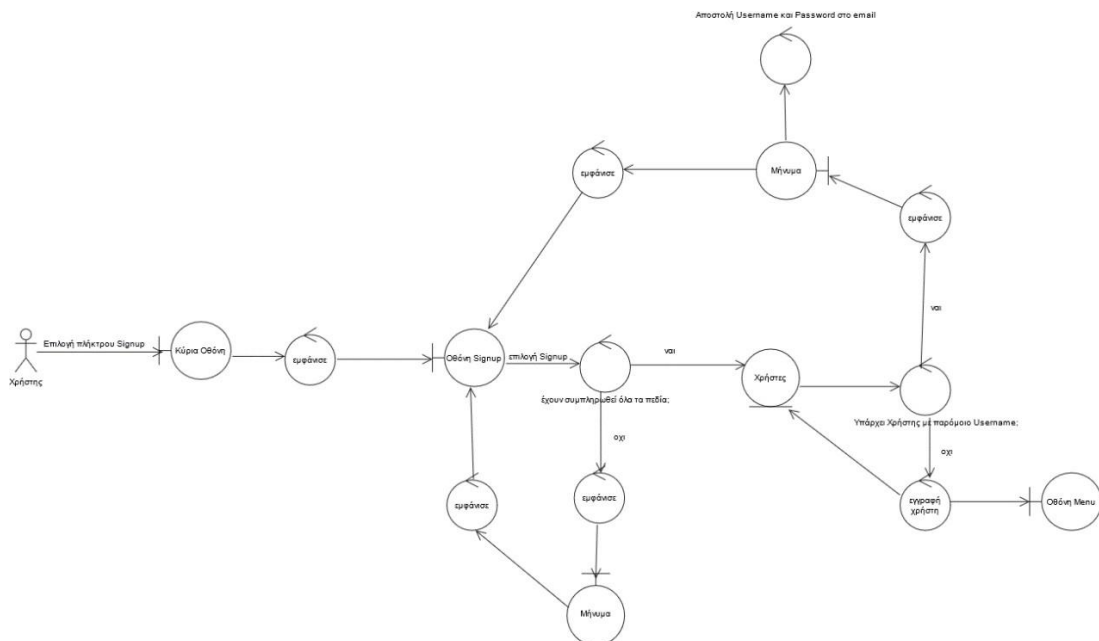 Αποστολή Username και Password στο email
Μήνυμα
εμφάνισε
εμφάνισε
ναι
Επιλογή πλήκτρου Signup
Χρήστης
Κύρια Οθόνη
εμφάνισε
Οθόνη Signup
επιλογή Signup
ναι
Χρήστες
έχουν συμπληρωθεί όλα τα πεδία;
Υπάρχει Χρήστης με παρόμοιο Username;
οχι
οχι
εμφάνισε
εμφάνισε
εγγραφή
χρήστη
Οθόνη Menu
Μήνυμα